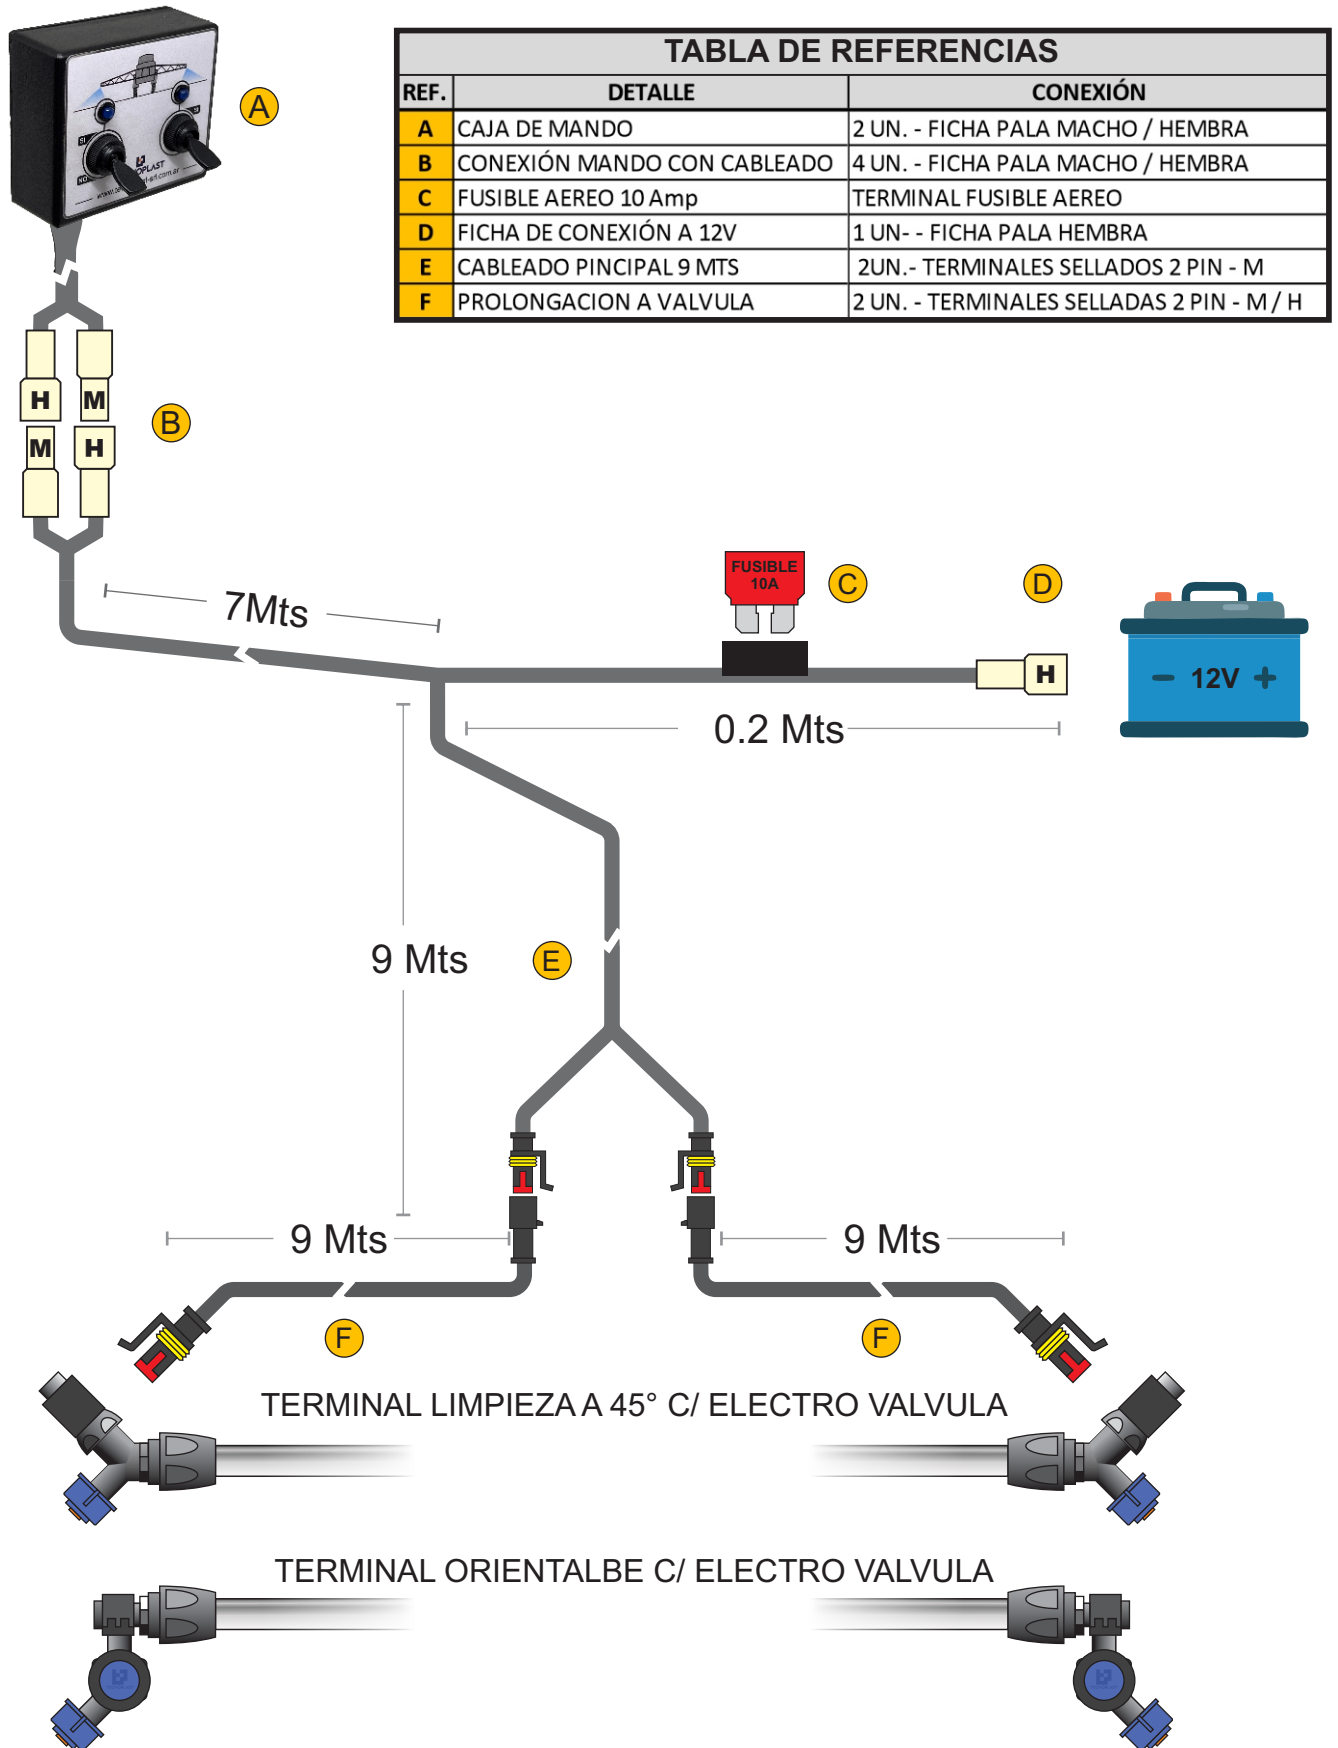 TABLA DE REFERENCIAS
REF. DETALLE CONEXIÓN
A CAJA DE MANDO 2 UN. - FICHA PALA MACHO / HEMBRA
B CONEXIÓN MANDO CON CABLEADO 4 UN. - FICHA PALA MACHO / HEMBRA
C FUSIBLE AEREO 10 Amp TERMINAL FUSIBLE AEREO
D FICHA DE CONEXIÓN A 12V 1 UN- - FICHA PALA HEMBRA
E CABLEADO PINCIPAL 9 MTS 2UN.- TERMINALES SELLADOS 2 PIN - M
F PROLONGACION A VALVULA 2 UN. - TERMINALES SELLADAS 2 PIN - M / H
A
SI
NO
H M
M H
B
FUSIBLE
10A
C
D
7Mts
H
12V
0.2 Mts
9 Mts
E
9 Mts
9 Mts
F
F
TERMINAL LIMPIEZA A 45° C/ ELECTRO VALVULA
TERMINAL ORIENTALBE C/ ELECTRO VALVULA